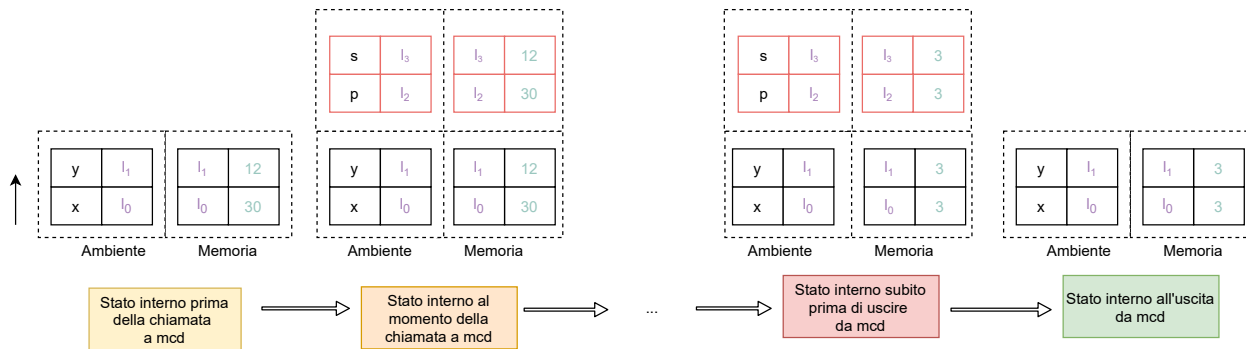 s l3 l3 12
p l2 l2 30
y l1 l1 12
x l0 l0 30
Ambiente Memoria
y l1 l1 12
x l0 l0 30
Ambiente Memoria
s l3 l3 3
p l2 l2 3
y l1 l1 3
x l0 l0 3
Ambiente Memoria
y l1 l1 3
x l0 l0 3
Ambiente Memoria
Stato interno prima
della chiamata
a mcd
Stato interno al
momento della
chiamata a mcd
...
Stato interno subito
prima di uscire
da mcd
Stato interno all'uscita
da mcd